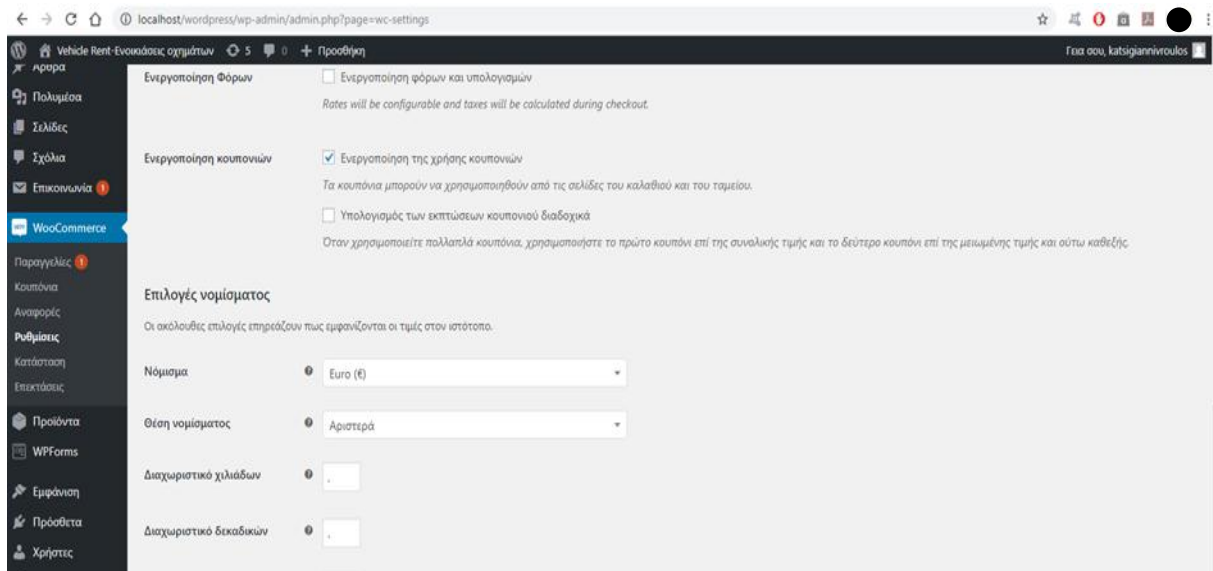 localhost/wordpress/wp-admin/admin.php?page=wc-settings
Vehicle Rent-Ενοικιάσεις οχημάτων 5 0 + Προσθήκη
Γεια σου, katsigiannivroulos
Άρθρα
Πολυμέσα
Σελίδες
Σχόλια
Επικοινωνία 1
WooCommerce
Παραγγελίες 1
Κουπόνια
Αναφορές
Ρυθμίσεις
Κατάσταση
Επεκτάσεις
Προϊόντα
WPForms
Εμφάνιση
Πρόσθετα
Χρήστες
Ενεργοποίηση Φόρων
Ενεργοποίηση φόρων και υπολογισμών
Rates will be configurable and taxes will be calculated during checkout.
Ενεργοποίηση κουπονιών
Ενεργοποίηση της χρήσης κουπονιών
Τα κουπόνια μπορούν να χρησιμοποιηθούν από τις σελίδες του καλαθιού και του ταμείου.
Υπολογισμός των εκπτώσεων κουπονιού διαδοχικά
Όταν χρησιμοποιείτε πολλαπλά κουπόνια, χρησιμοποιήστε το πρώτο κουπόνι επί της συνολικής τιμής και το δεύτερο κουπόνι επί της μειωμένης τιμής και ούτω καθεξής.
Επιλογές νομίσματος
Οι ακόλουθες επιλογές επηρεάζουν πως εμφανίζονται οι τιμές στον ιστότοπο.
Νόμισμα
Euro (€)
Θέση νομίσματος
Αριστερά
Διαχωριστικό χιλιάδων
Διαχωριστικό δεκαδικών